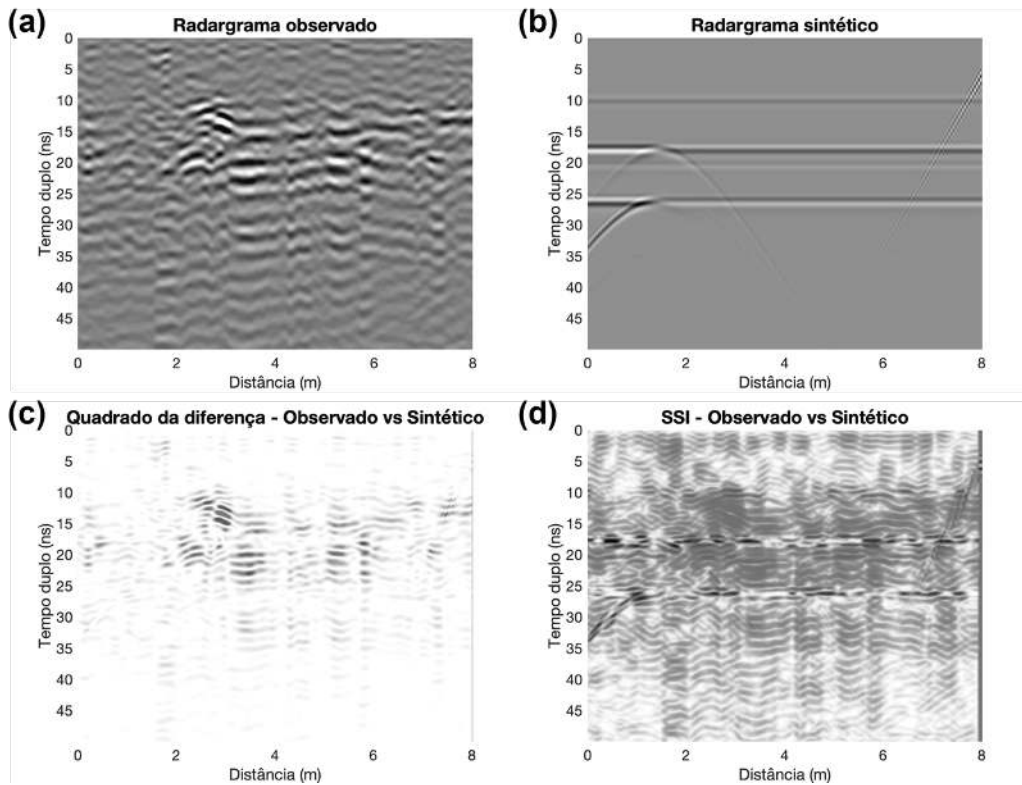 (a)
Radargrama observado
0
5
10
15
20
25
30
35
40
45
Tempo duplo (ns)
0 2 4 6 8
Distância (m)
(b)
Radargrama sintético
0
5
10
15
20
25
30
35
40
45
Tempo duplo (ns)
0 2 4 6 8
Distância (m)
(c)
Quadrado da diferença - Observado vs Sintético
0
5
10
15
20
25
30
35
40
45
Tempo duplo (ns)
0 2 4 6 8
Distância (m)
(d)
SSI - Observado vs Sintético
0
5
10
15
20
25
30
35
40
45
Tempo duplo (ns)
0 2 4 6 8
Distância (m)